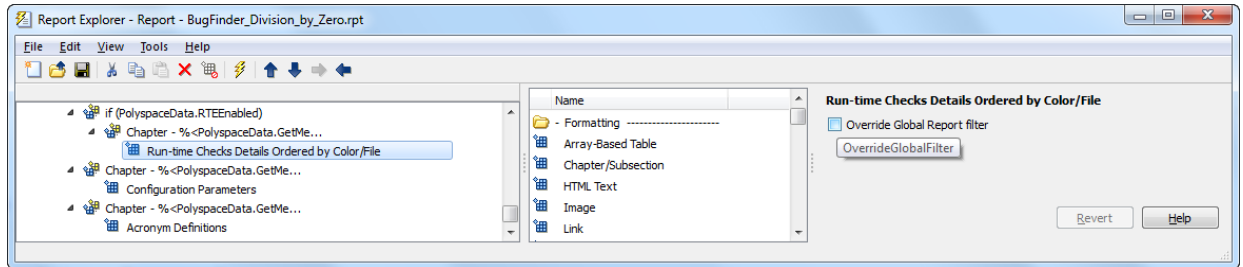 Report Explorer - Report - BugFinder_Division_by_Zero.rpt
File Edit View Tools Help
if (PolyspaceData.RTEEnabled)
Chapter - %<PolyspaceData.GetMe...
Run-time Checks Details Ordered by Color/File
Chapter - %<PolyspaceData.GetMe...
Configuration Parameters
Chapter - %<PolyspaceData.GetMe...
Acronym Definitions
Name
- Formatting ----------------------
Array-Based Table
Chapter/Subsection
HTML Text
Image
Link
Run-time Checks Details Ordered by Color/File
Override Global Report filter
OverrideGlobalFilter
Revert Help